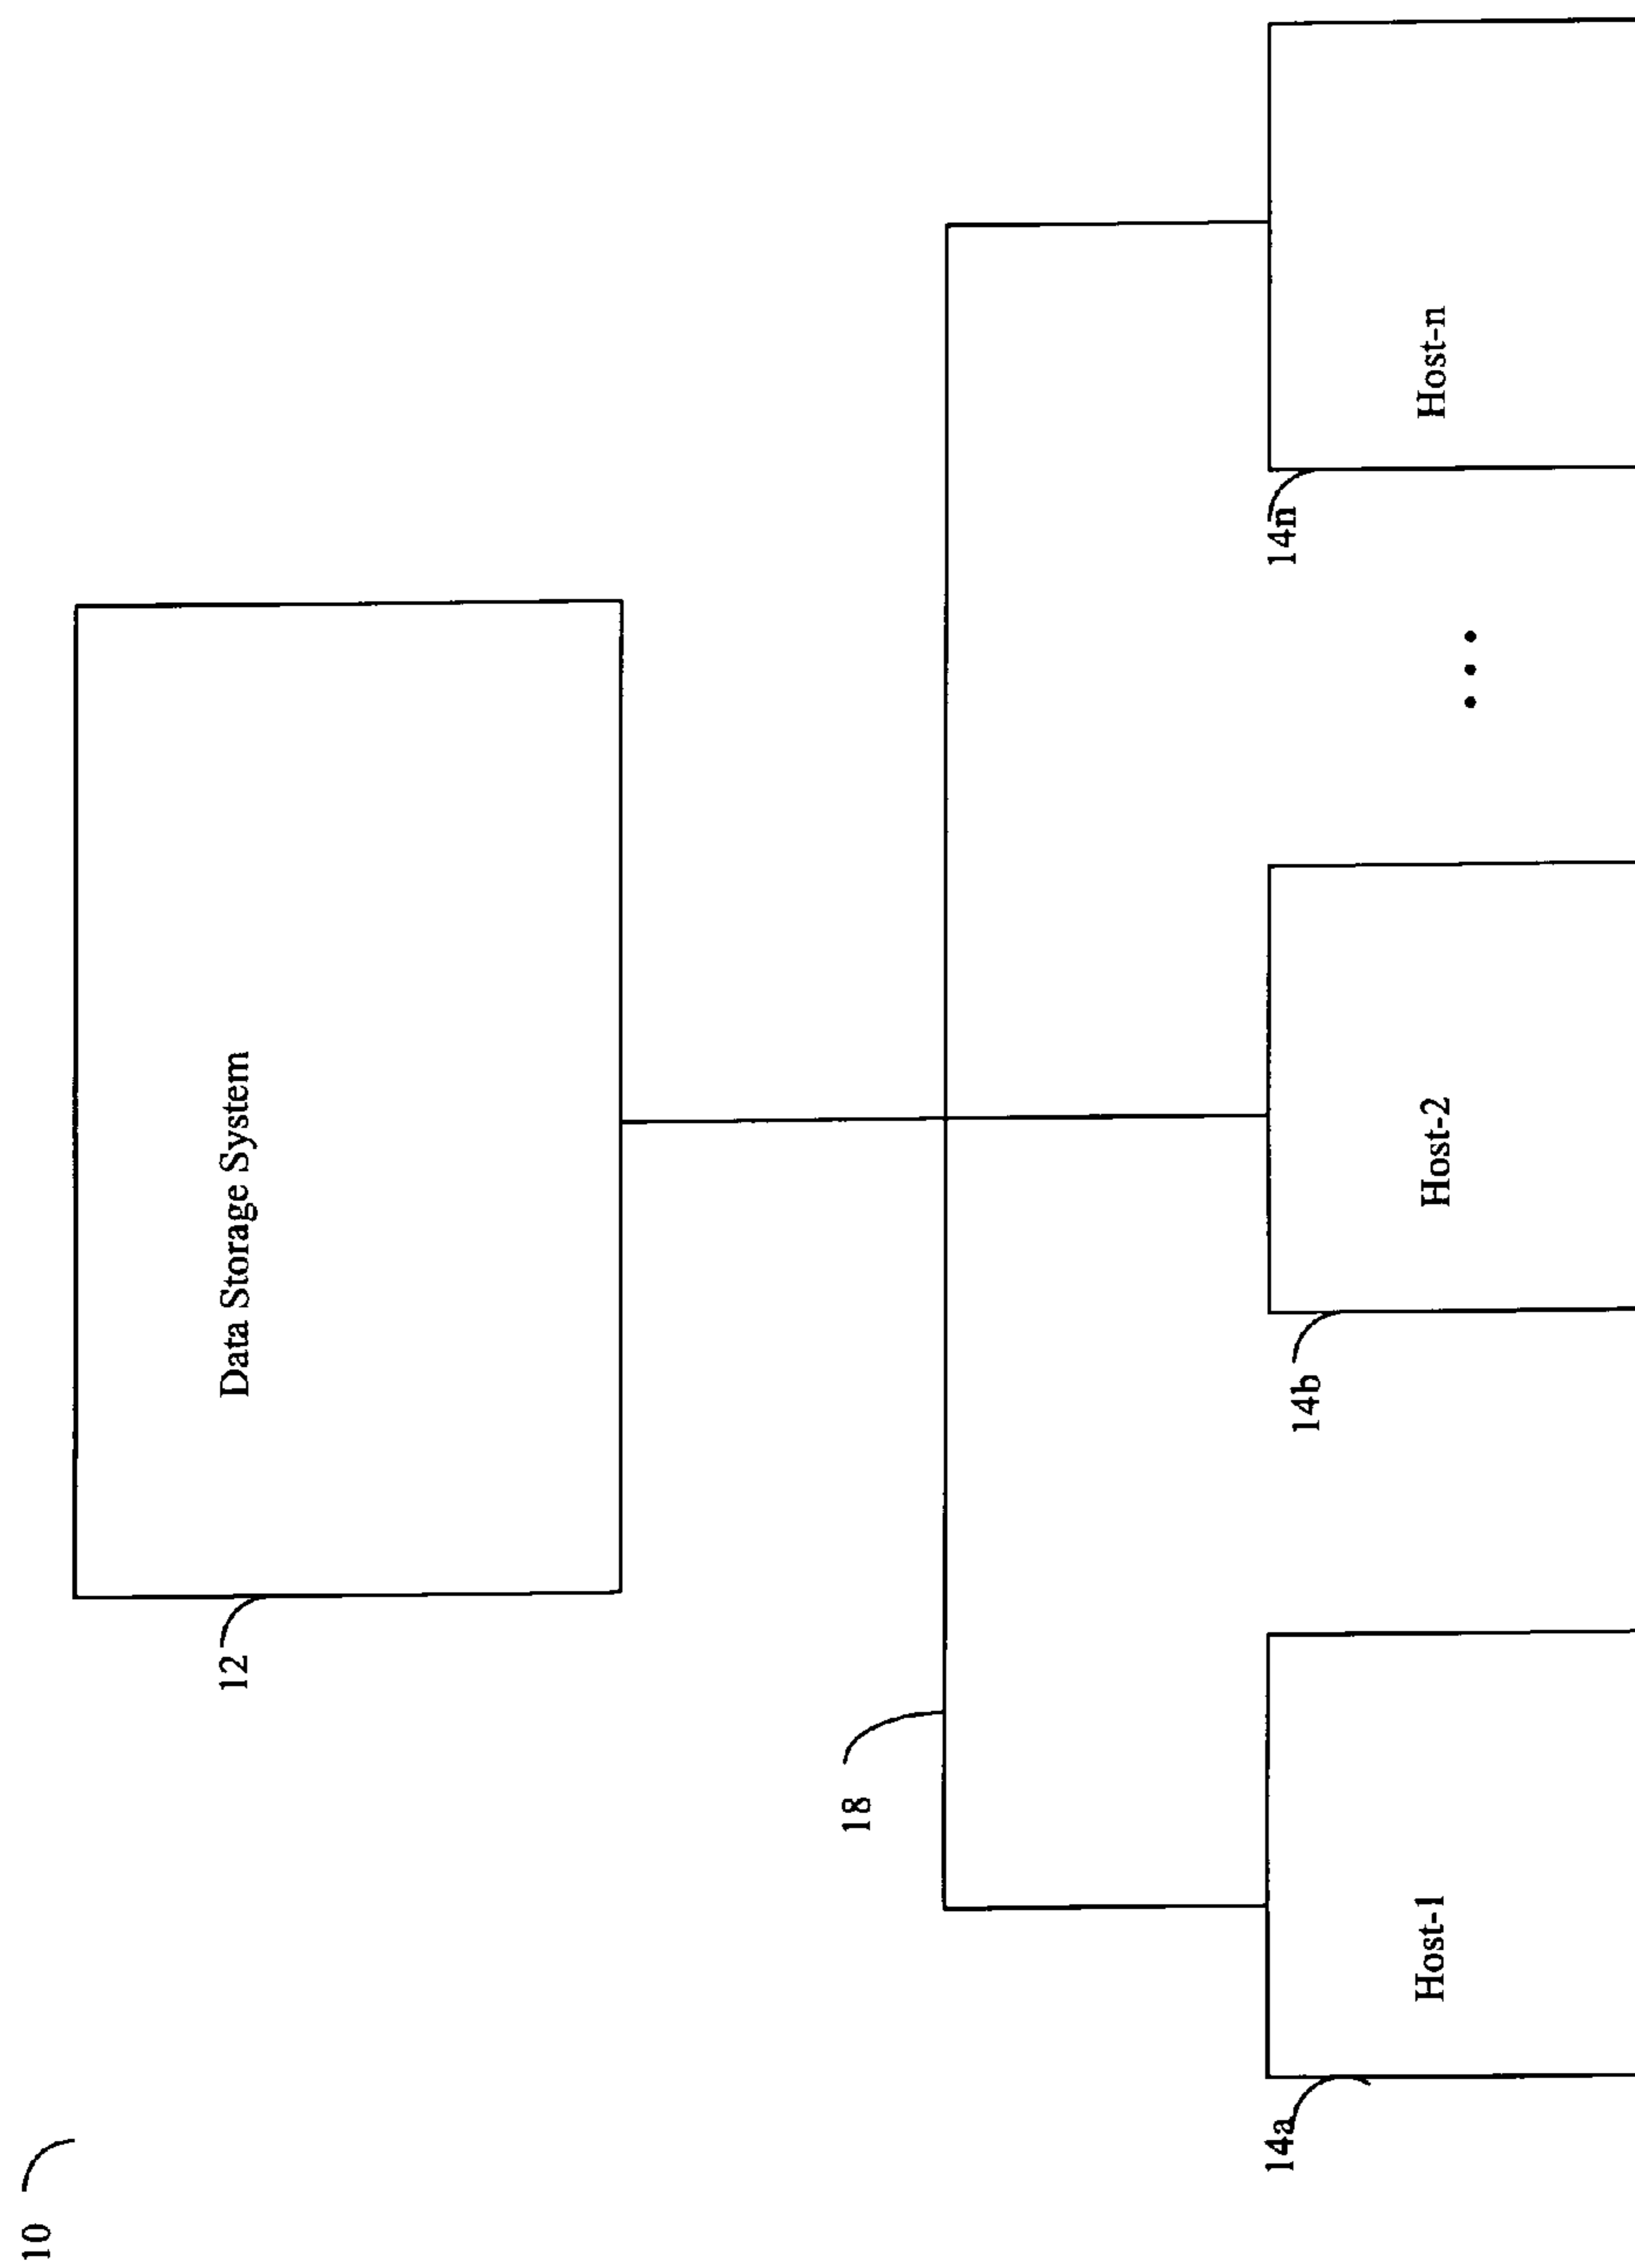 10
12
Data Storage System
18
14a
Host-1
14b
Host-2
14n
Host-n